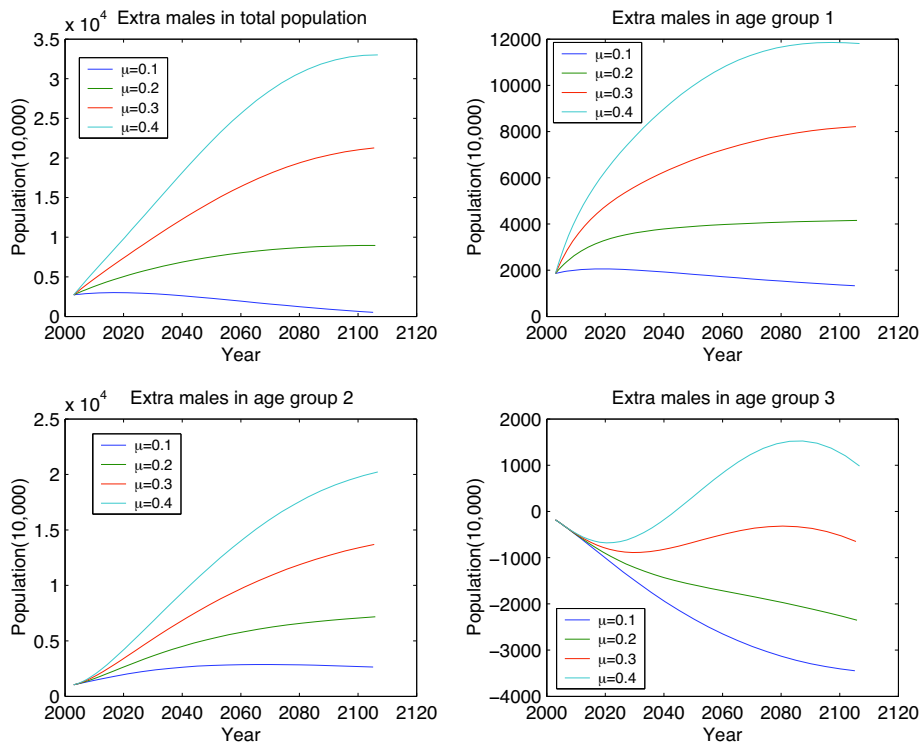 Extra males in total population
x 10^4
3.5
3
2.5
2
1.5
1
0.5
0
Population(10,000)
μ=0.1
μ=0.2
μ=0.3
μ=0.4
2000 2020 2040 2060 2080 2100 2120
Year
Extra males in age group 1
12000
10000
8000
6000
4000
2000
0
Population(10,000)
μ=0.1
μ=0.2
μ=0.3
μ=0.4
2000 2020 2040 2060 2080 2100 2120
Year
Extra males in age group 2
x 10^4
2.5
2
1.5
1
0.5
0
Population(10,000)
μ=0.1
μ=0.2
μ=0.3
μ=0.4
2000 2020 2040 2060 2080 2100 2120
Year
Extra males in age group 3
2000
1000
0
−1000
−2000
−3000
−4000
Population(10,000)
μ=0.1
μ=0.2
μ=0.3
μ=0.4
2000 2020 2040 2060 2080 2100 2120
Year